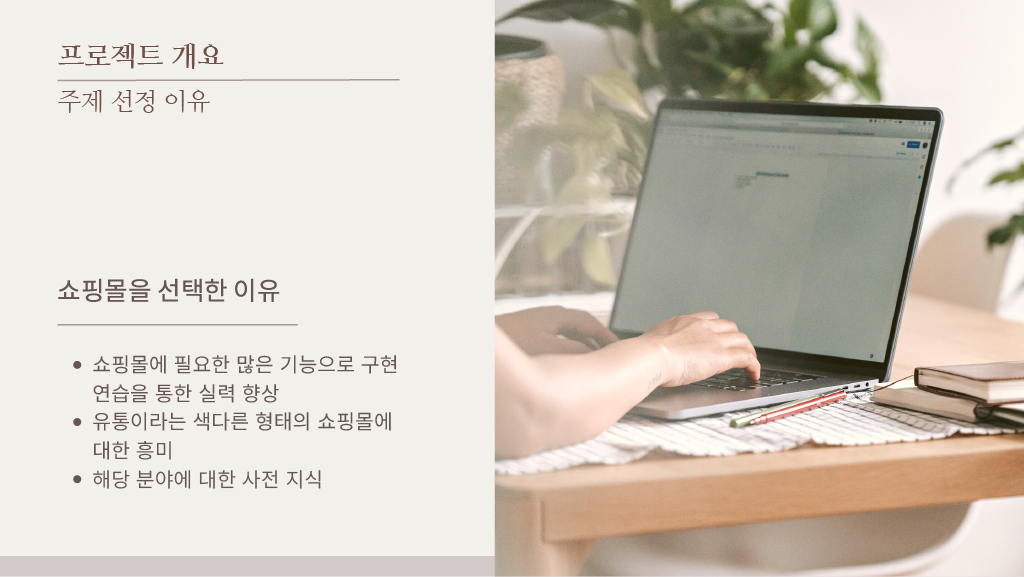 프로젝트 개요
주제 선정 이유
쇼핑몰을 선택한 이유
쇼핑몰에 필요한 많은 기능으로 구현
연습을 통한 실력 향상
유통이라는 색다른 형태의 쇼핑몰에
대한 흥미
해당 분야에 대한 사전 지식